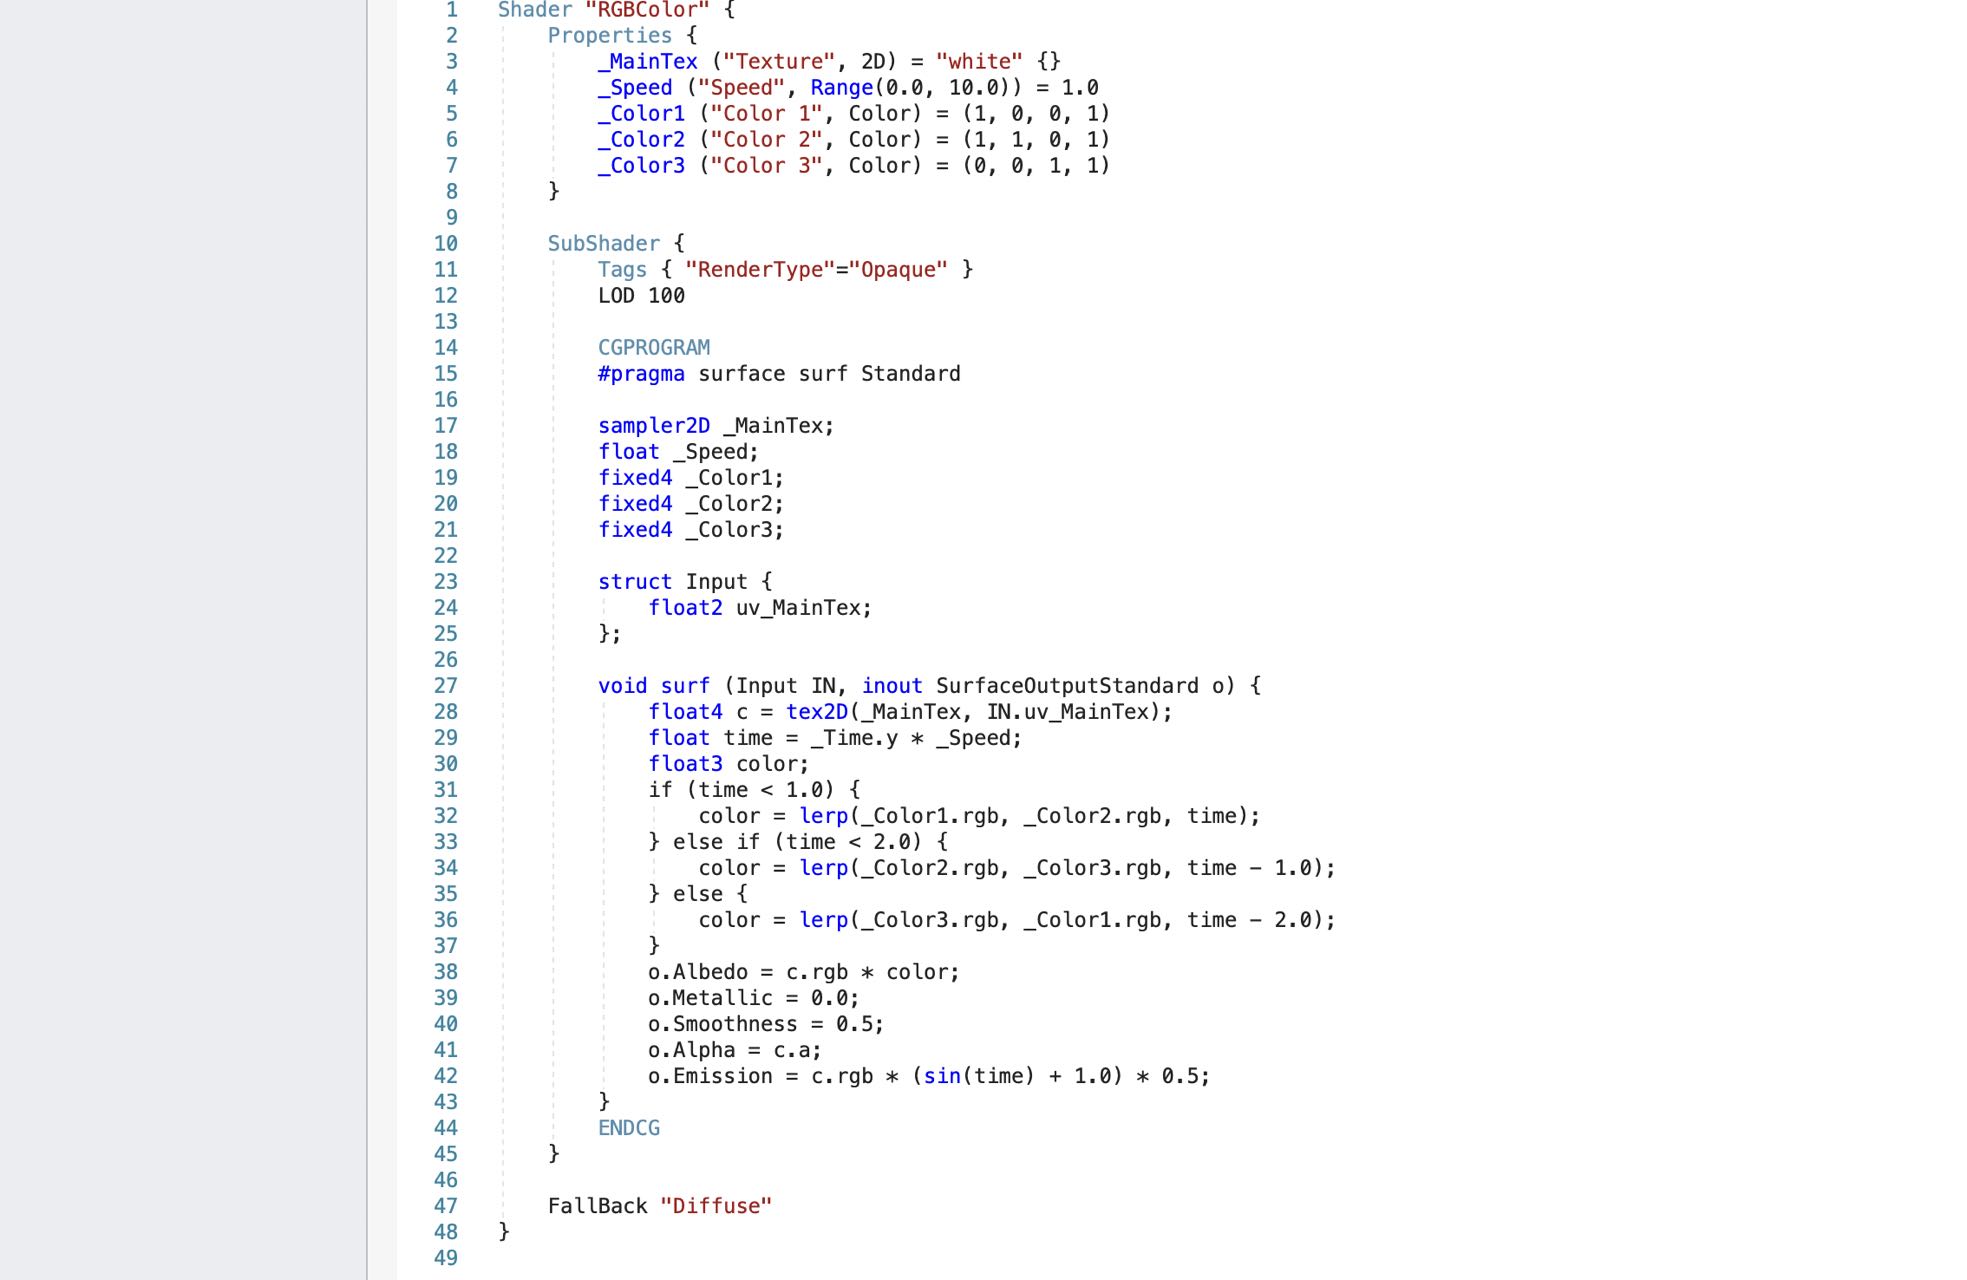 1 Shader "RGBColor" {
2 Properties {
3 _MainTex ("Texture", 2D) = "white" {}
4 _Speed ("Speed", Range(0.0, 10.0)) = 1.0
5 _Color1 ("Color 1", Color) = (1, 0, 0, 1)
6 _Color2 ("Color 2", Color) = (1, 1, 0, 1)
7 _Color3 ("Color 3", Color) = (0, 0, 1, 1)
8 }
9
10 SubShader {
11 Tags { "RenderType"="Opaque" }
12 LOD 100
13
14 CGPROGRAM
15 #pragma surface surf Standard
16
17 sampler2D _MainTex;
18 float _Speed;
19 fixed4 _Color1;
20 fixed4 _Color2;
21 fixed4 _Color3;
22
23 struct Input {
24 float2 uv_MainTex;
25 };
26
27 void surf (Input IN, inout SurfaceOutputStandard o) {
28 float4 c = tex2D(_MainTex, IN.uv_MainTex);
29 float time = _Time.y * _Speed;
30 float3 color;
31 if (time < 1.0) {
32 color = lerp(_Color1.rgb, _Color2.rgb, time);
33 } else if (time < 2.0) {
34 color = lerp(_Color2.rgb, _Color3.rgb, time - 1.0);
35 } else {
36 color = lerp(_Color3.rgb, _Color1.rgb, time - 2.0);
37 }
38 o.Albedo = c.rgb * color;
39 o.Metallic = 0.0;
40 o.Smoothness = 0.5;
41 o.Alpha = c.a;
42 o.Emission = c.rgb * (sin(time) + 1.0) * 0.5;
43 }
44 ENDCG
45 }
46
47 FallBack "Diffuse"
48 }
49